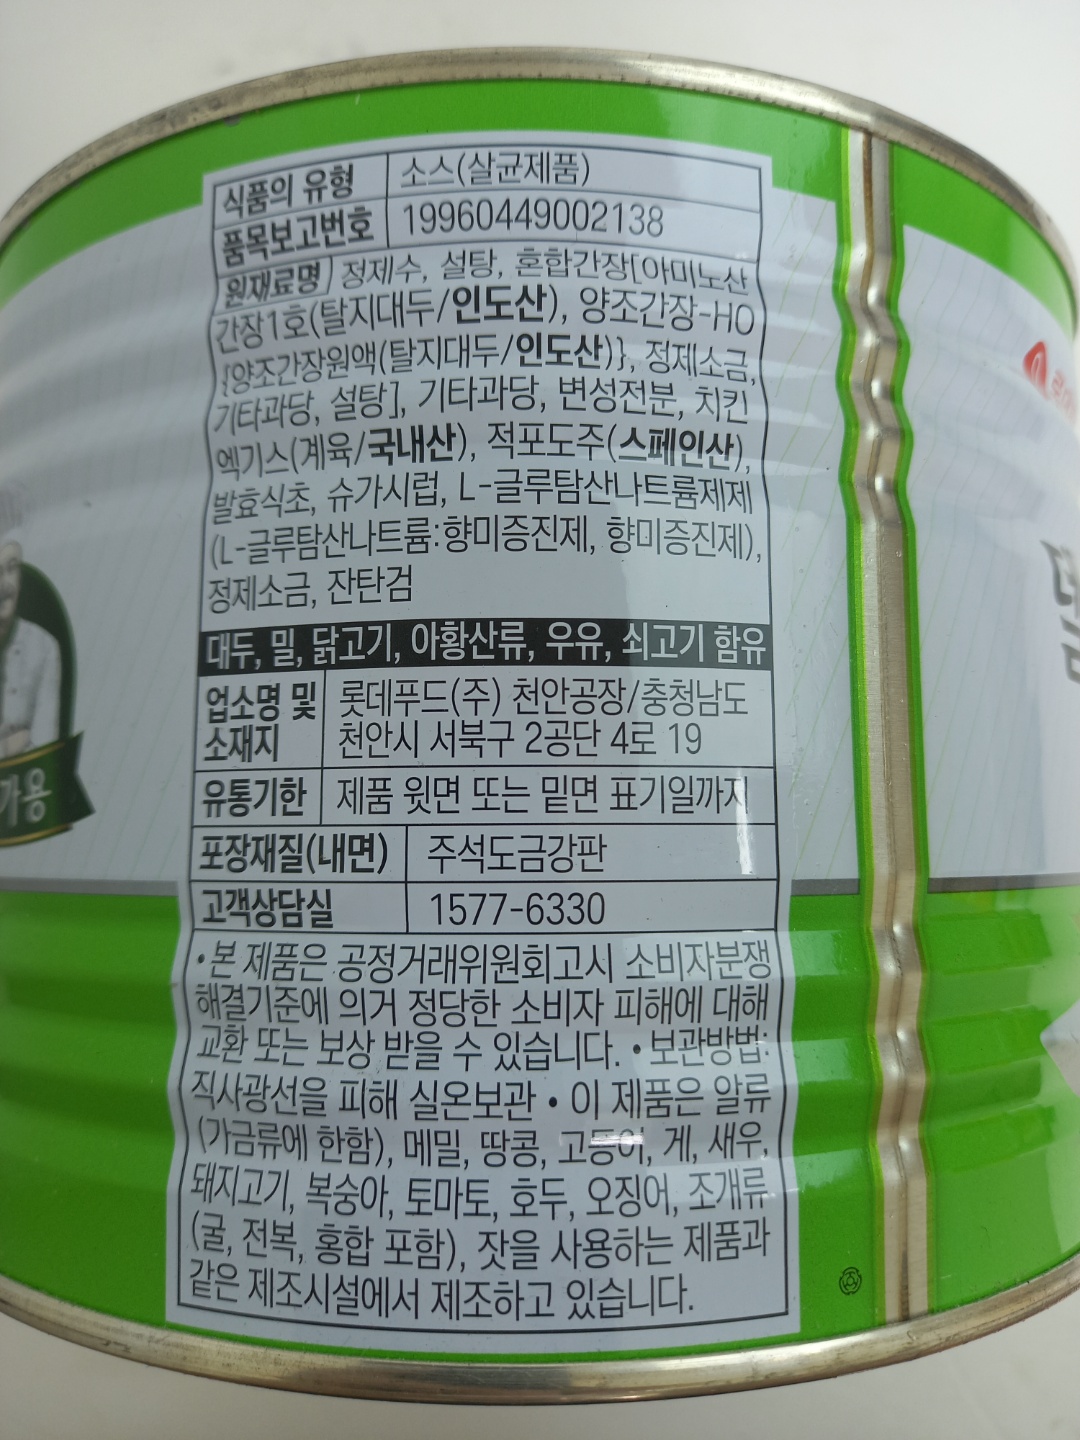 식품의 유형 소스(살균제품)
품목보고번호 19960449002138
원재료명 정제수, 설탕, 혼합간장[아미노산
간장1호(탈지대두/인도산), 양조간장-HO
{양조간장원액(탈지대두/인도산)}, 정제소금,
기타과당, 설탕], 기타과당, 변성전분, 치킨
엑기스(계육/국내산), 적포도주(스페인산),
발효식초, 슈가시럽, L-글루탐산나트륨제제
(L-글루탐산나트륨:향미증진제, 향미증진제),
정제소금, 잔탄검
대두, 밀, 닭고기, 아황산류, 우유, 쇠고기 함유
업소명 및 소재지 롯데푸드(주) 천안공장/충청남도
천안시 서북구 2공단 4로 19
유통기한 제품 윗면 또는 밑면 표기일까지
포장재질(내면) 주석도금강판
고객상담실 1577-6330
•본 제품은 공정거래위원회고시 소비자분쟁
해결기준에 의거 정당한 소비자 피해에 대해
교환 또는 보상 받을 수 있습니다. •보관방법:
직사광선을 피해 실온보관 • 이 제품은 알류
(가금류에 한함), 메밀, 땅콩, 고등어, 게, 새우,
돼지고기, 복숭아, 토마토, 호두, 오징어, 조개류
(굴, 전복, 홍합 포함), 잣을 사용하는 제품과
같은 제조시설에서 제조하고 있습니다.
가용